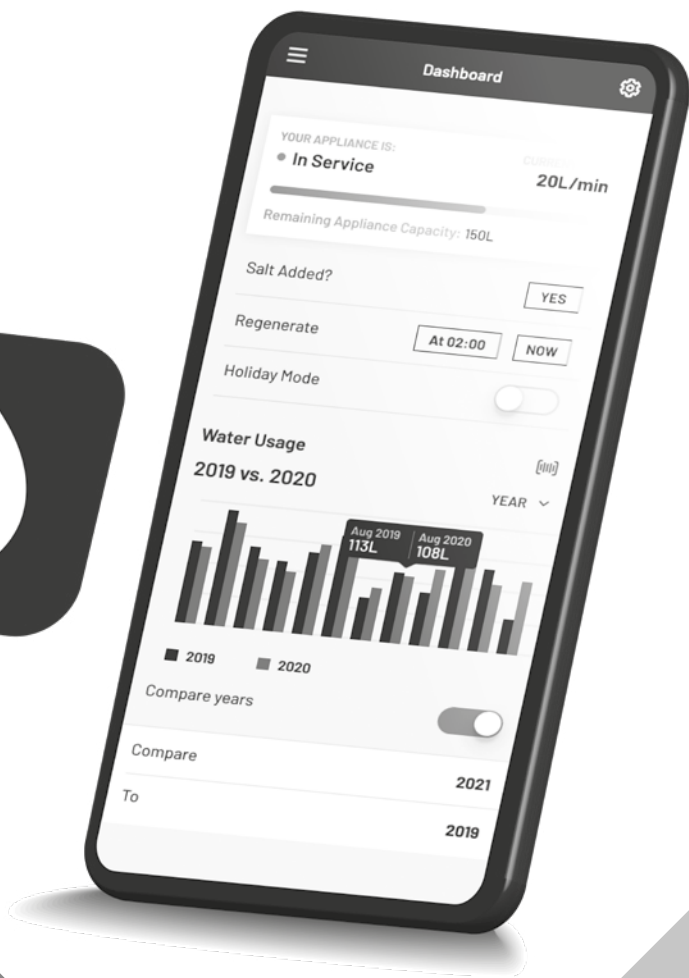 Dashboard
YOUR APPLIANCE IS:
In Service
CURRENT
20L/min
Remaining Appliance Capacity: 150L
Salt Added?
YES
Regenerate
At 02:00
NOW
Holiday Mode
Water Usage
2019 vs. 2020
YEAR
Aug 2019 Aug 2020
113L 108L
2019 2020
Compare years
Compare 2021
To 2019